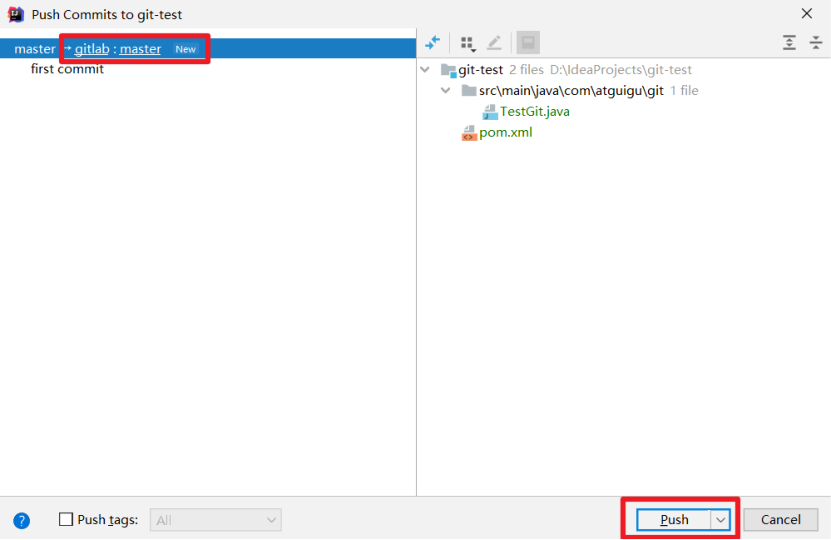 Push Commits to git-test
master → gitlab : master New
first commit
git-test 2 files D:\IdeaProjects\git-test
src\main\java\com\atguigu\git 1 file
TestGit.java
pom.xml
? Push tags: All Push Cancel